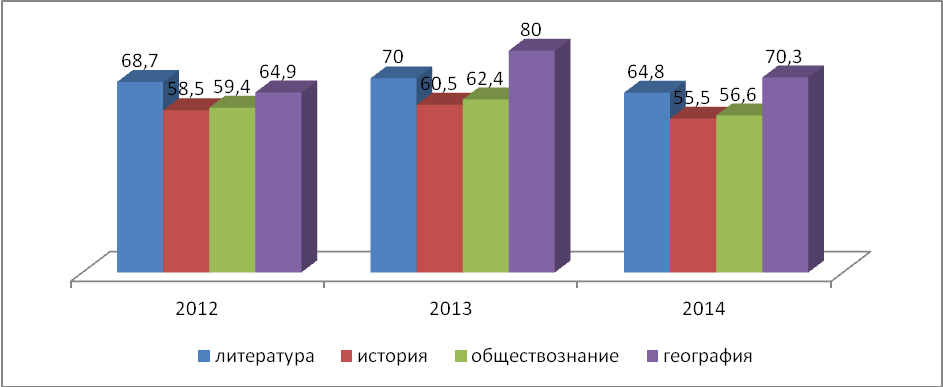 80
68,7 58,5 59,4 64,9 70 60,5 62,4 64,8 55,5 56,6 70,3
2012 2013 2014
литература история обществознание география